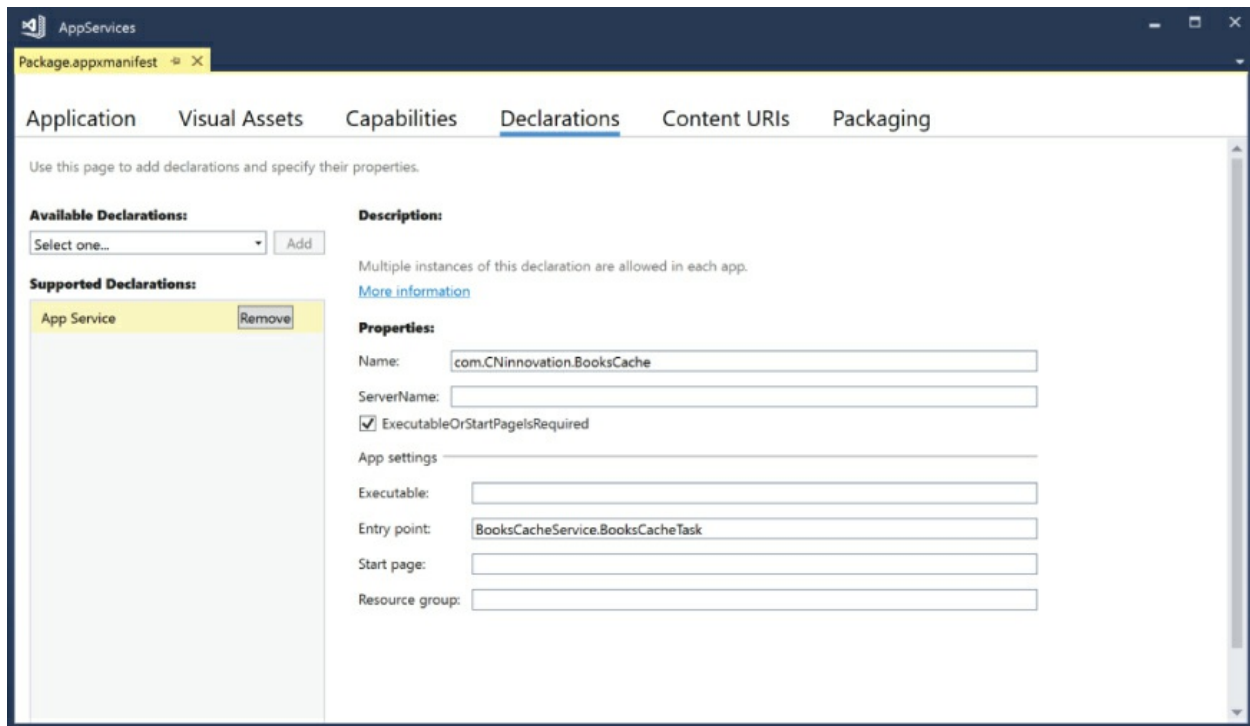 AppServices
Package.appxmanifest
Application Visual Assets Capabilities Declarations Content URIs Packaging
Use this page to add declarations and specify their properties.
Available Declarations:
Select one...
Add
Supported Declarations:
App Service
Remove
Description:
Multiple instances of this declaration are allowed in each app.
More information
Properties:
Name: com.CNinnovation.BooksCache
ServerName:
ExecutableOrStartPageIsRequired
App settings
Executable:
Entry point: BooksCacheService.BooksCacheTask
Start page:
Resource group: